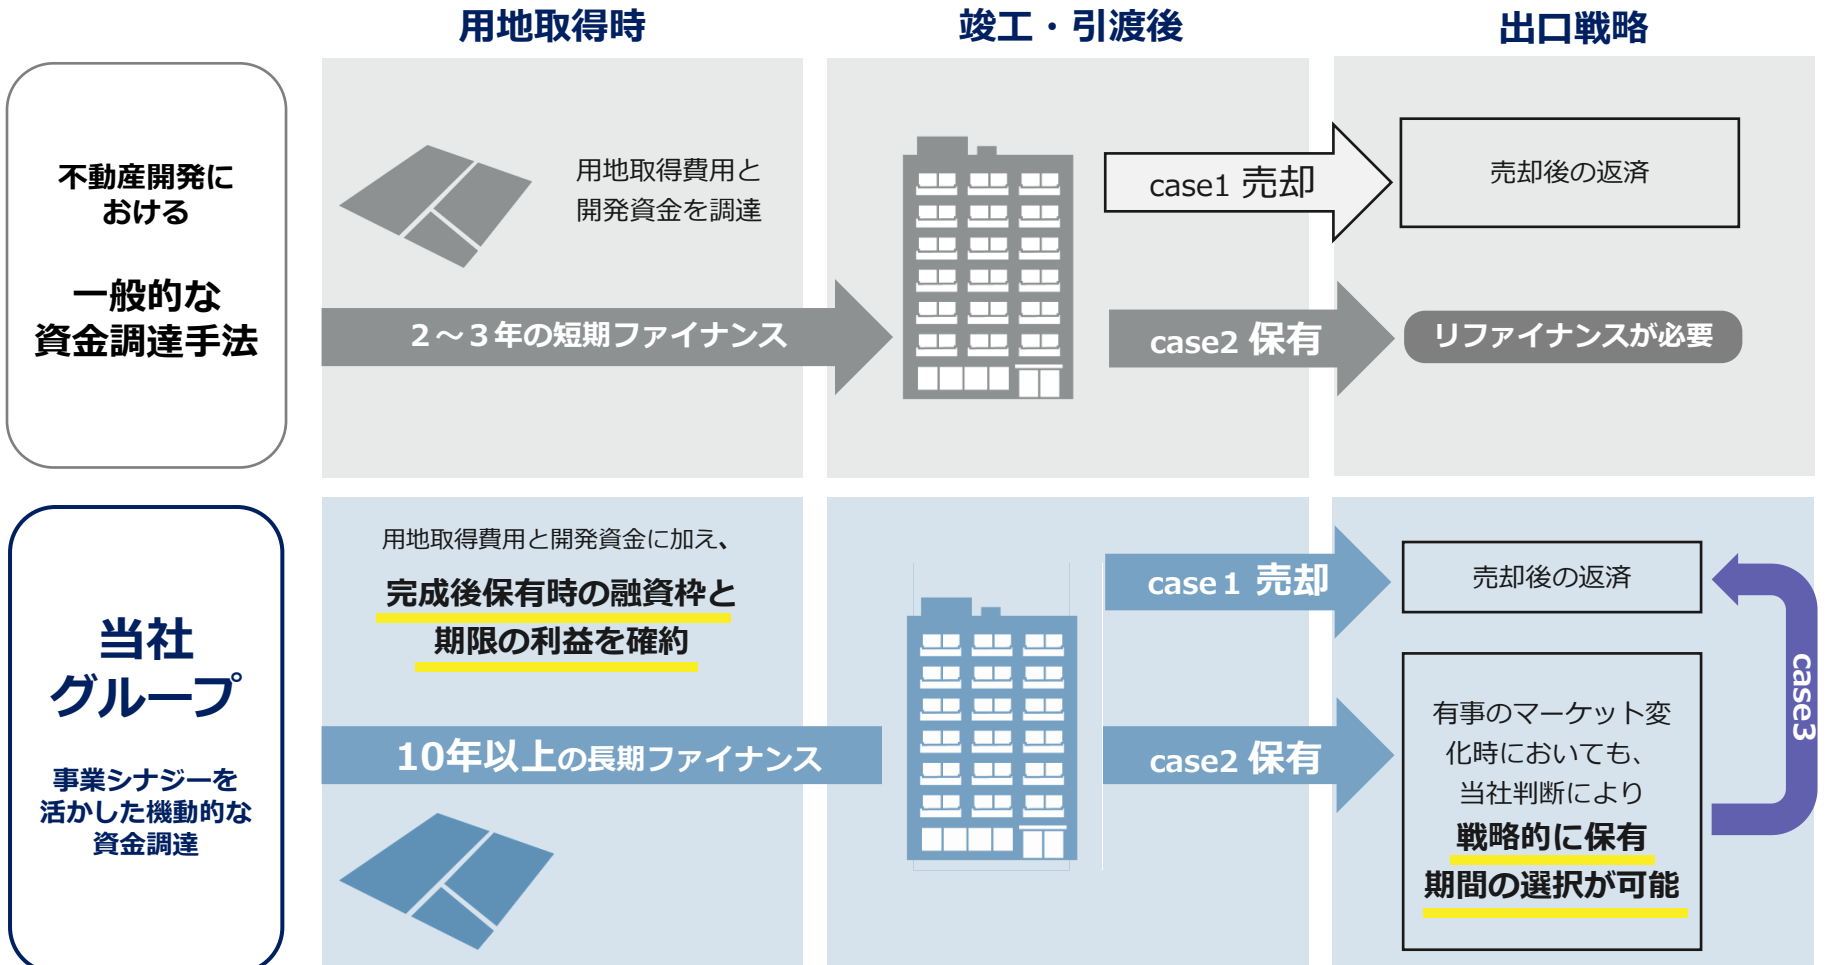 用地取得時
竣工・引渡後
出口戦略
不動産開発に
おける
一般的な
資金調達手法
用地取得費用と
開発資金を調達
２～３年の短期ファイナンス
case1 売却
売却後の返済
case2 保有
リファイナンスが必要
当社
グループ
事業シナジーを
活かした機動的な
資金調達
用地取得費用と開発資金に加え、
完成後保有時の融資枠と
期限の利益を確約
10年以上の長期ファイナンス
case１ 売却
売却後の返済
case2 保有
有事のマーケット変
化時においても、
当社判断により
戦略的に保有
期間の選択が可能
case3